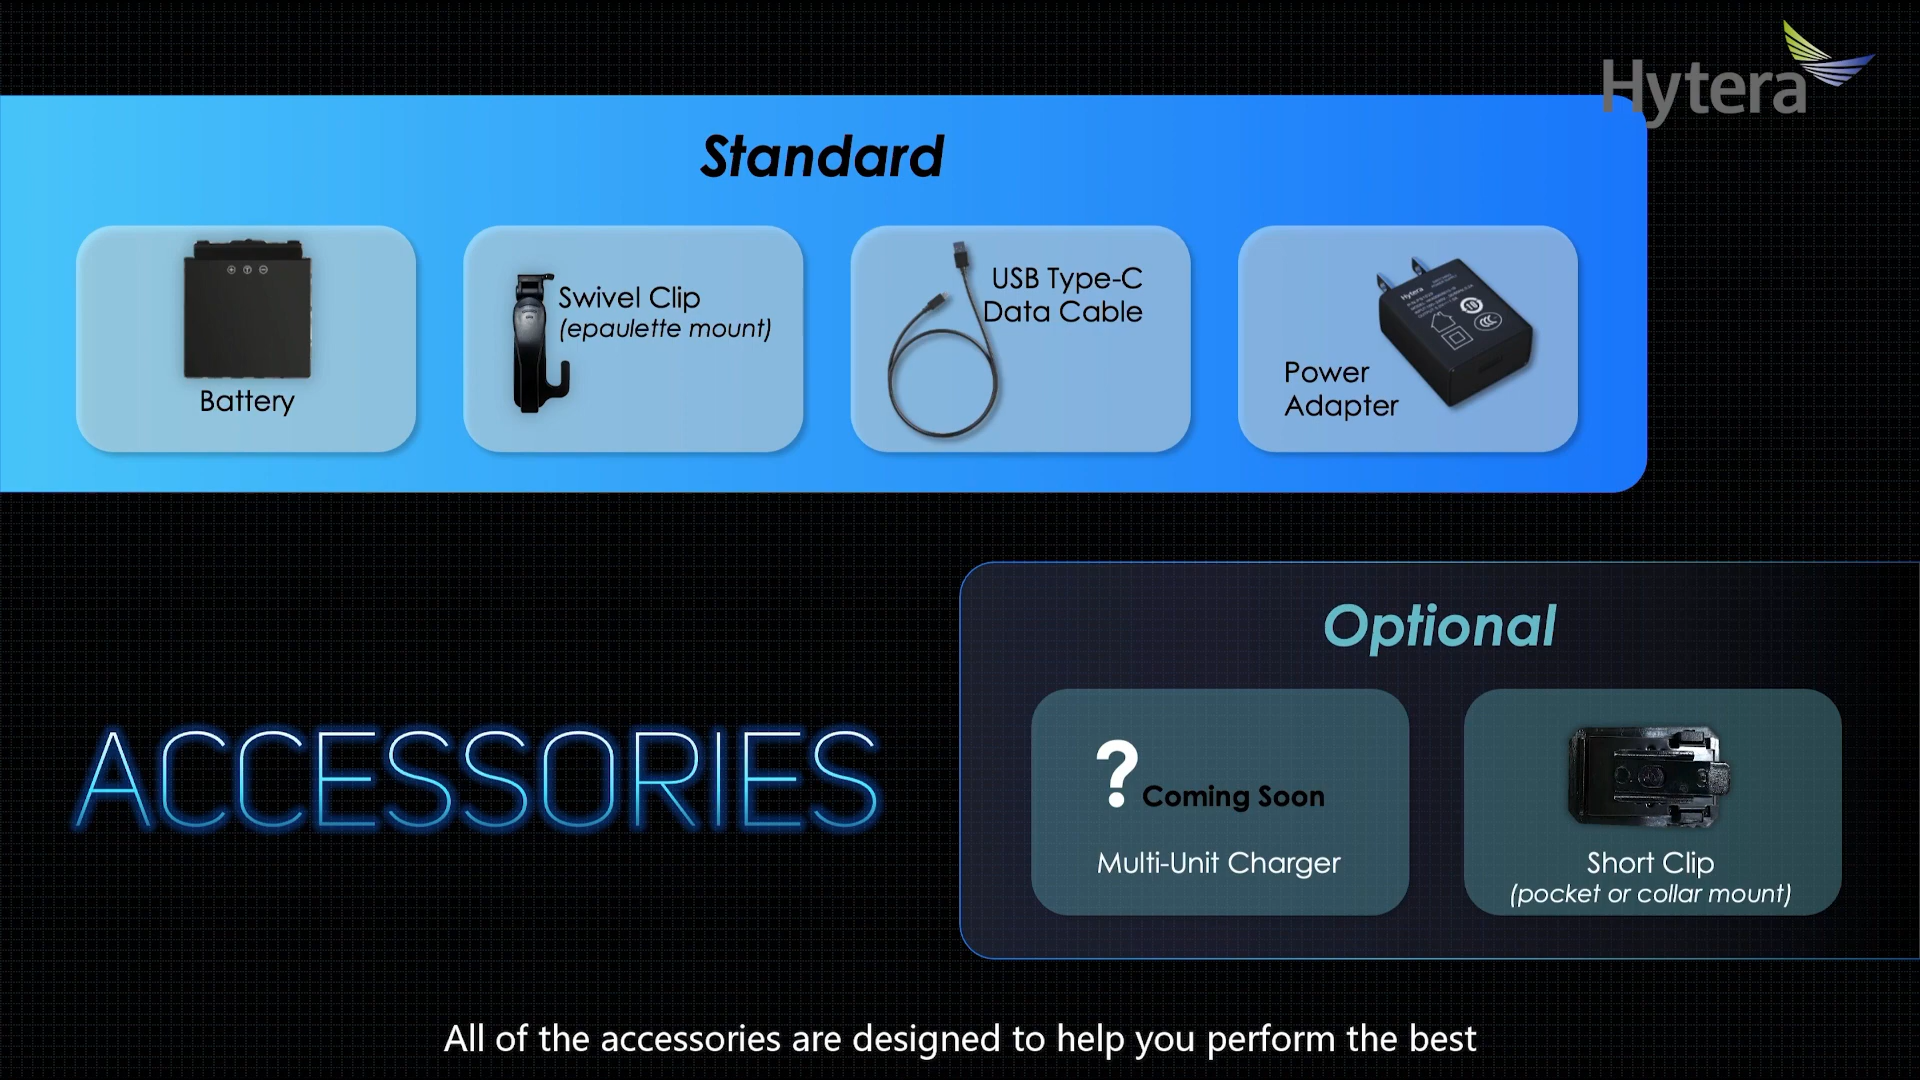 Hytera
Standard
Battery
Swivel Clip
(epaulette mount)
USB Type-C
Data Cable
Power
Adapter
Hytera
ACCESSORIES
Optional
?
Coming Soon
Multi-Unit Charger
Short Clip
(pocket or collar mount)
All of the accessories are designed to help you perform the best